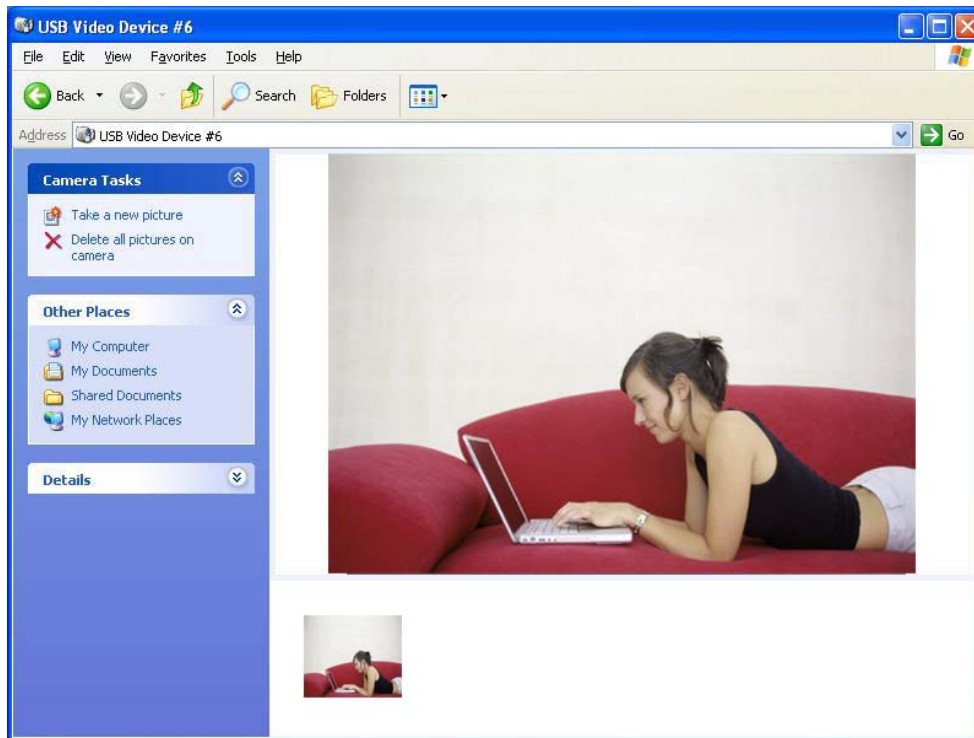 USB Video Device #6
File Edit View Favorites Tools Help
Back Search Folders
Address USB Video Device #6 Go
Camera Tasks
Take a new picture
Delete all pictures on
camera
Other Places
My Computer
My Documents
Shared Documents
My Network Places
Details